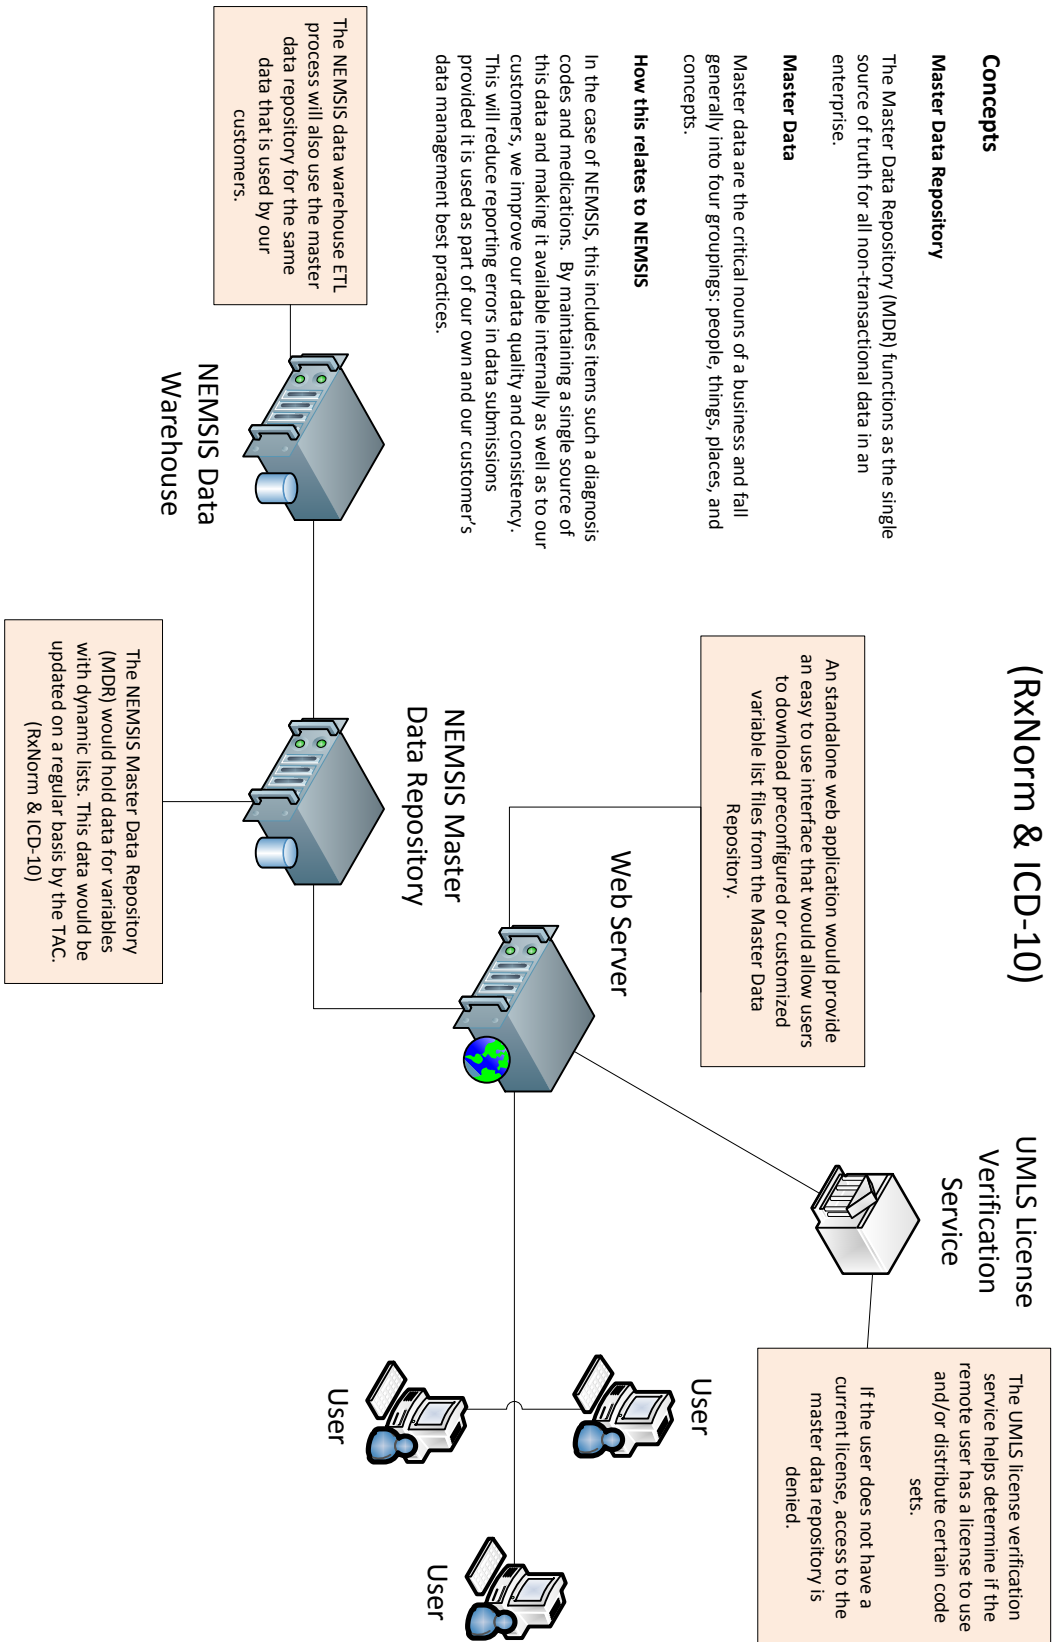 (RxNorm & ICD-10)
Concepts
Master Data Repository
The Master Data Repository (MDR) functions as the single
source of truth for all non-transactional data in an
enterprise.
Master Data
Master data are the critical nouns of a business and fall
generally into four groupings: people, things, places, and
concepts.
How this relates to NEMSIS
In the case of NEMSIS, this includes items such a diagnosis
codes and medications. By maintaining a single source of
this data and making it available internally as well as to our
customers, we improve our data quality and consistency.
This will reduce reporting errors in data submissions
provided it is used as part of our own and our customer's
data management best practices.
An standalone web application would provide
an easy to use interface that would allow users
to download preconfigured or customized
variable list files from the Master Data
Repository.
UMLS License
Verification
Service
The UMLS license verification
service helps determine if the
remote user has a license to use
and/or distribute certain code
sets.
If the user does not have a
current license, access to the
master data repository is
denied.
Web Server
User
User
User
NEMSIS Master
Data Repository
The NEMSIS data warehouse ETL
process will also use the master
data repository for the same
data that is used by our
customers.
NEMSIS Data
Warehouse
The NEMSIS Master Data Repository
(MDR) would hold data for variables
with dynamic lists. This data would be
updated on a regular basis by the TAC.
(RxNorm & ICD-10)